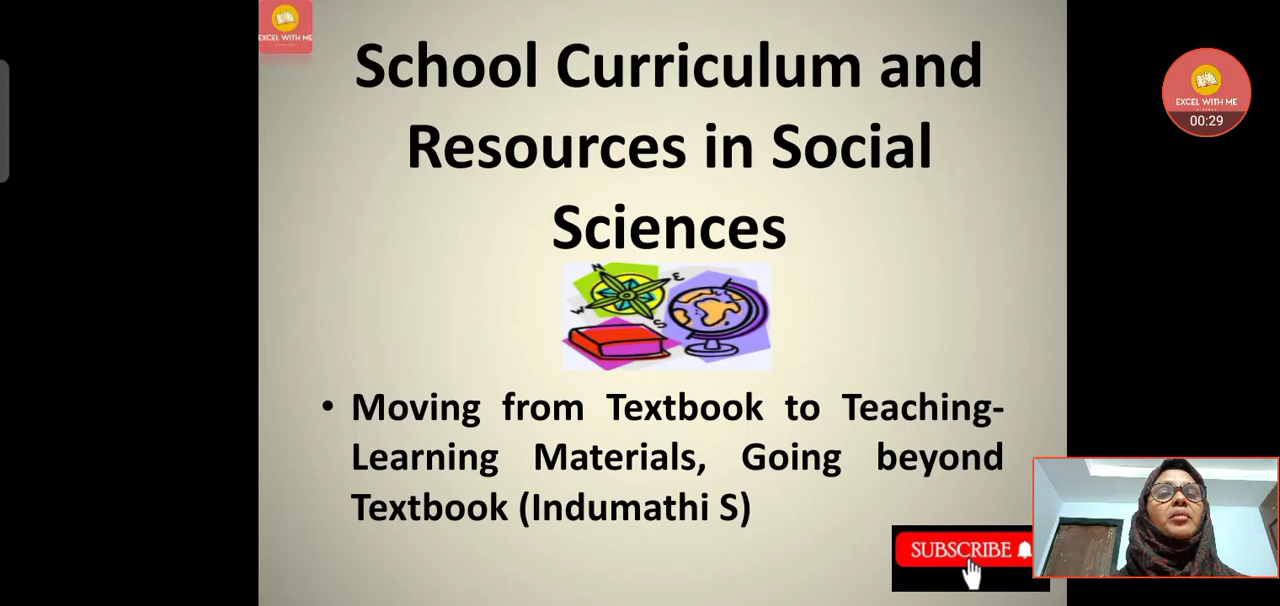 EXCEL WITH ME
School Curriculum and
Resources in Social
Sciences
N
E
W
S
• Moving from Textbook to Teaching-
Learning Materials, Going beyond
Textbook (Indumathi S)
SUBSCRIBE
EXCEL WITH ME
00:29